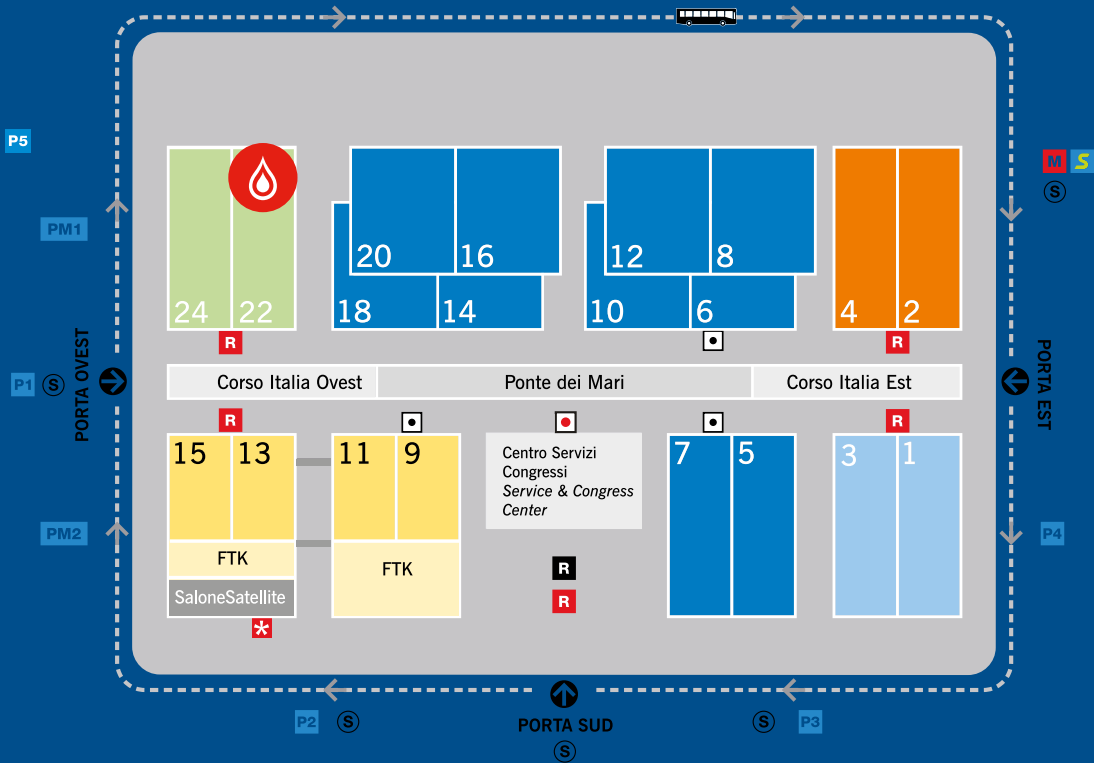 P5
M S
S
PM1
20
16
12
8
24
22
18
14
10
6
4
2
R
R
PORTA OVEST
P1 S
Corso Italia Ovest
Ponte dei Mari
Corso Italia Est
PORTA EST
R
R
15
13
11
9
Centro Servizi
Congressi
Service & Congress
Center
7
5
3
1
PM2
P4
FTK
FTK
R
R
SaloneSatellite
*
P2 S
PORTA SUD
S
S P3